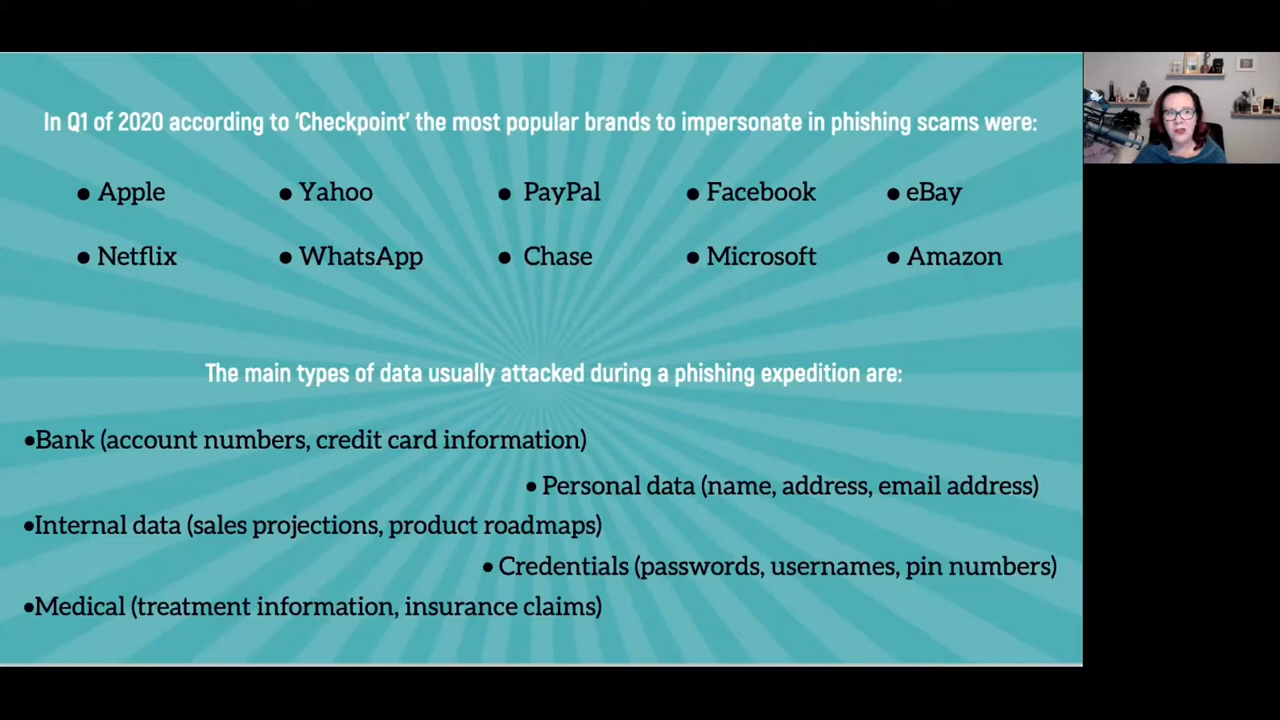 In Q1 of 2020 according to 'Checkpoint' the most popular brands to impersonate in phishing scams were:
● Apple ● Yahoo ● PayPal ● Facebook ● eBay
● Netflix ● WhatsApp ● Chase ● Microsoft ● Amazon
The main types of data usually attacked during a phishing expedition are:
●Bank (account numbers, credit card information)
● Personal data (name, address, email address)
●Internal data (sales projections, product roadmaps)
● Credentials (passwords, usernames, pin numbers)
●Medical (treatment information, insurance claims)